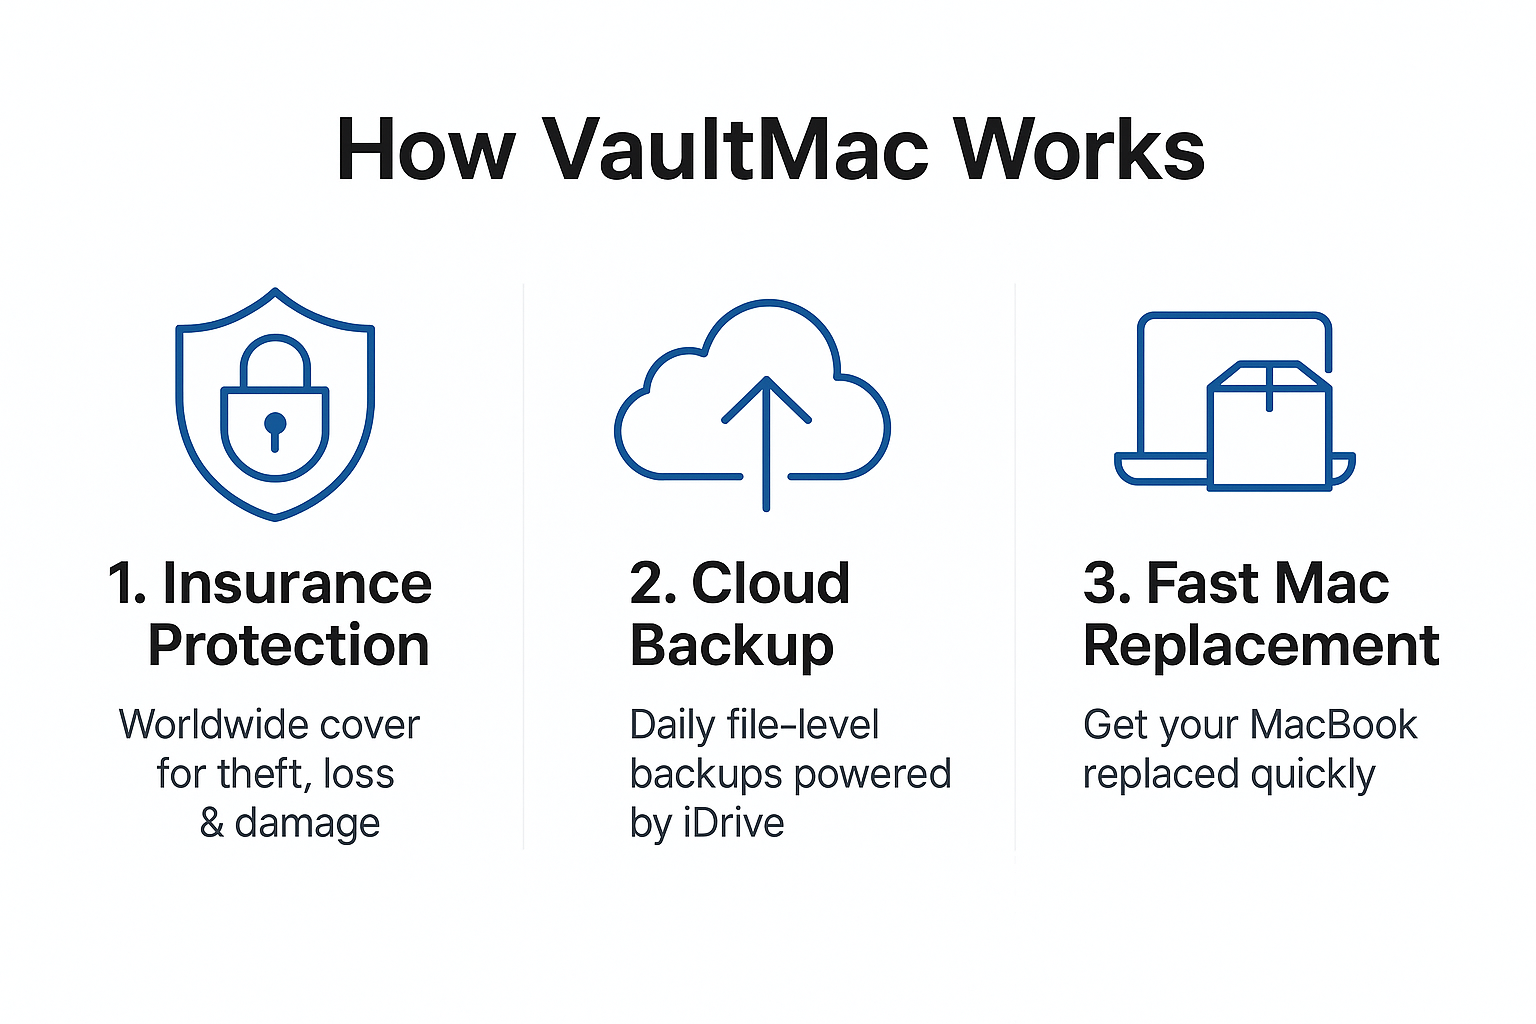 How VaultMac Works
1. Insurance
Protection
Worldwide cover
for theft, loss
& damage
2. Cloud
Backup
Daily file-level
backups powered
by iDrive
3. Fast Mac
Replacement
Get your MacBook
replaced quickly